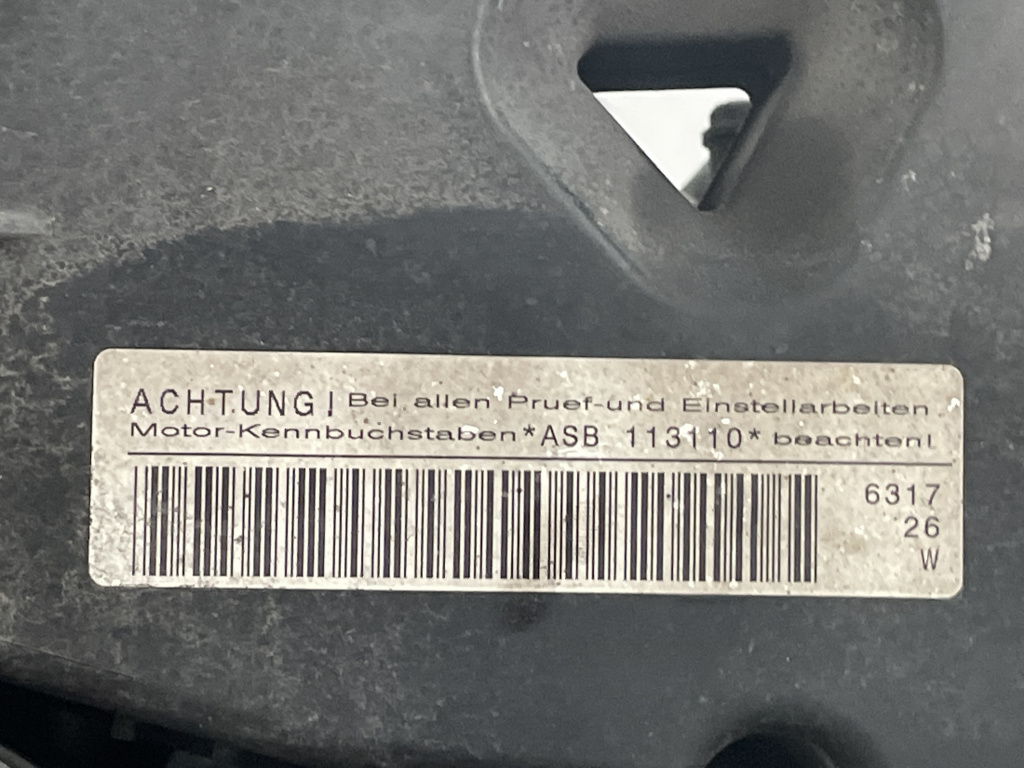 ACHTUNG! Bei allen Pruef-und Einstellarbeiten
Motor-Kennbuchstaben*ASB 113110* beachten!
6317
26
W